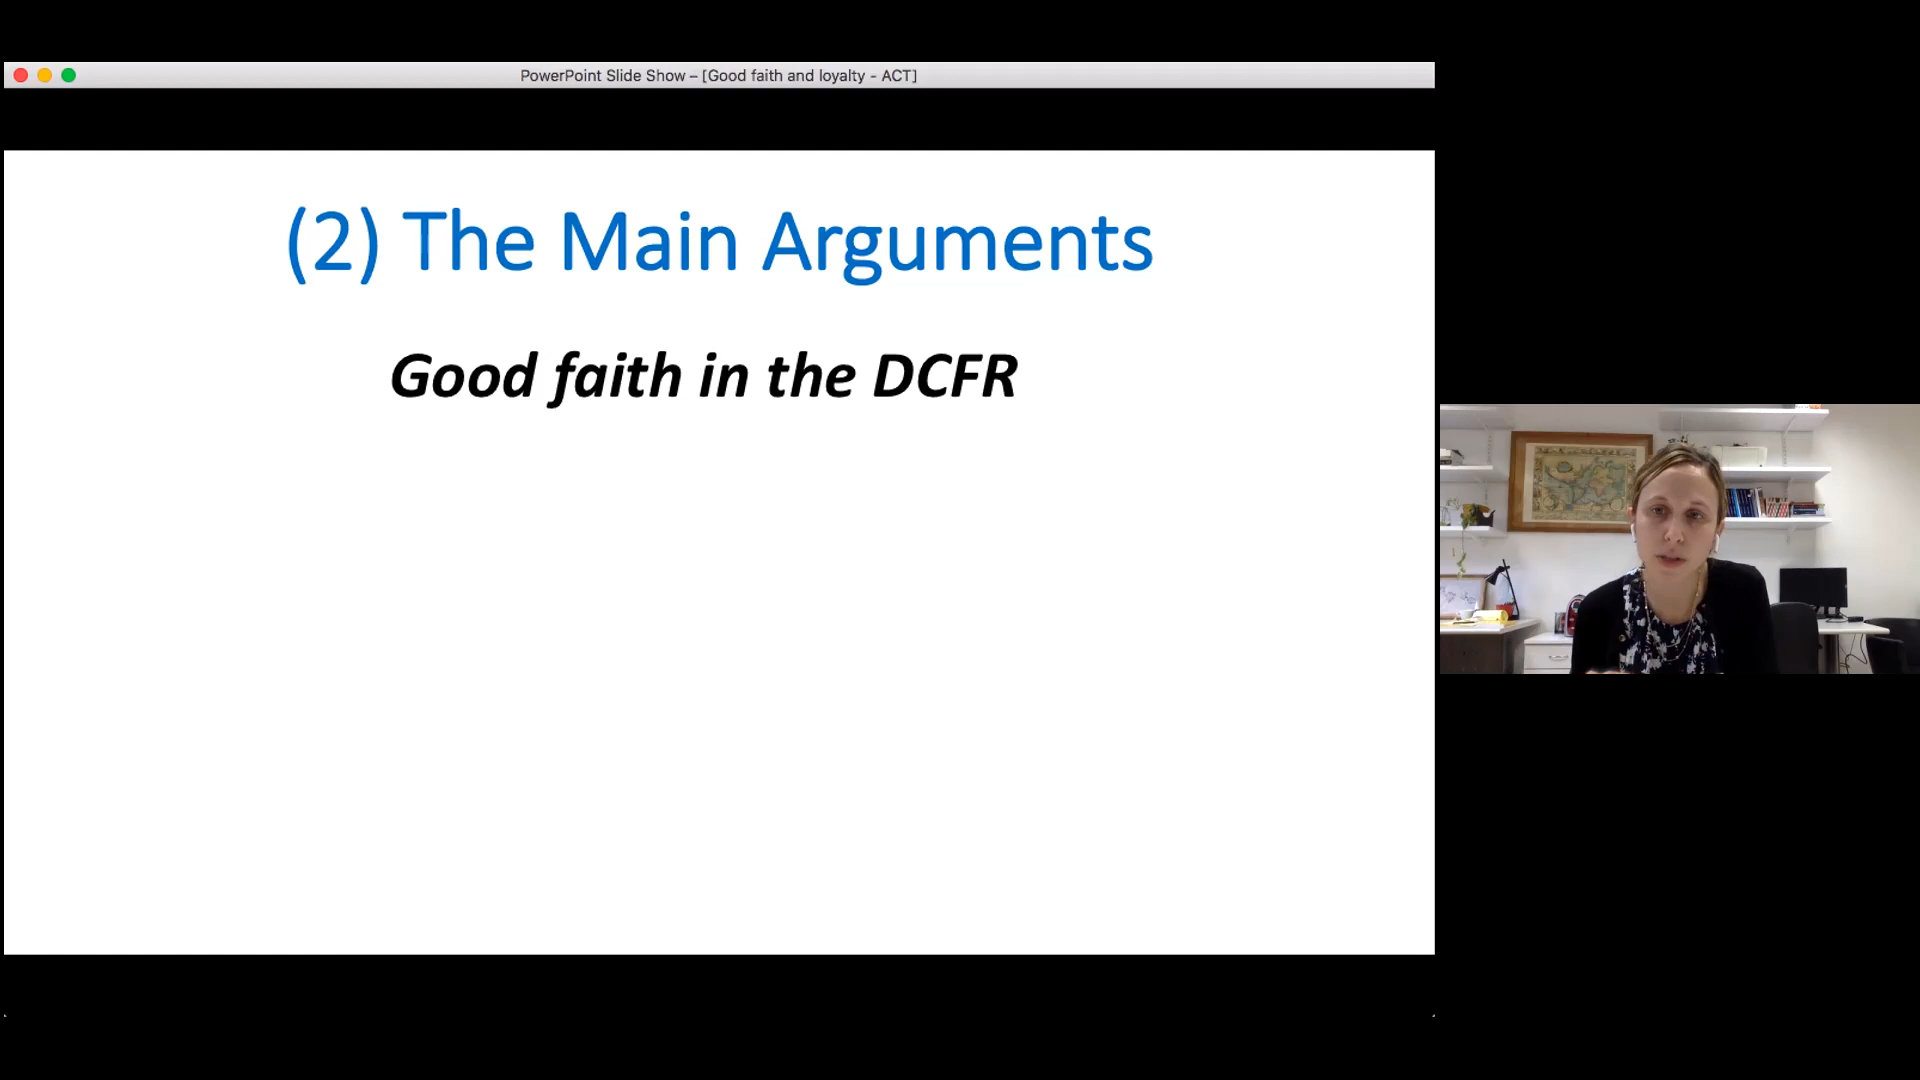 PowerPoint Slide Show – [Good faith and loyalty - ACT]
(2) The Main Arguments
Good faith in the DCFR